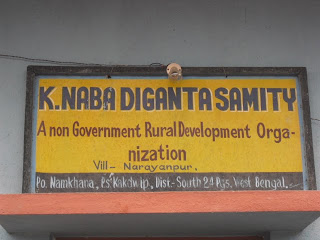 K.NABA DIGANTA SAMITY
A non Government Rural Development Orga-
nization
Vill- Narayanpur,
Po. Namkhana, Ps. Kakdwip, Dist.- South 24 Pgs. West Bengal.